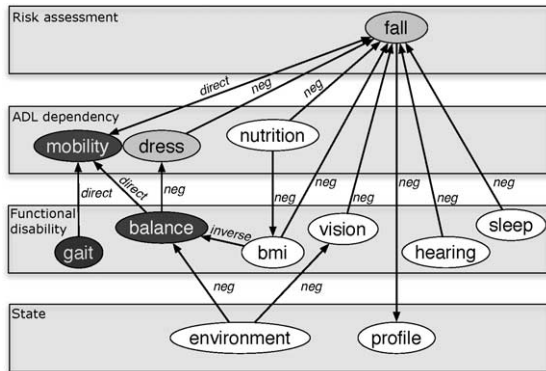 Risk assessment
fall
direct
neg
neg
neg
ADL dependency
mobility
dress
nutrition
direct
direct
neg
neg
neg
neg
neg
neg
neg
Functional disability
gait
balance
inverse
bmi
vision
hearing
sleep
neg
neg
State
environment
profile